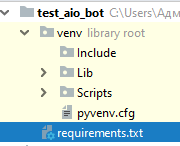 test_aio_bot C:\Users\Адм
venv library root
Include
Lib
Scripts
pyvenv.cfg
requirements.txt